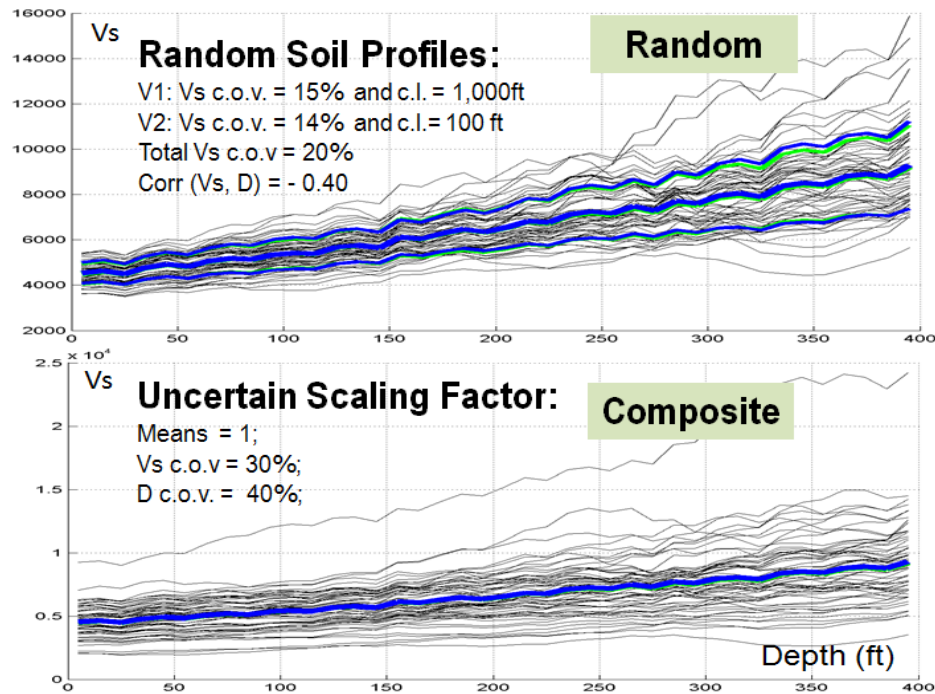 16000
14000
12000
10000
8000
6000
4000
2000
Vs
Random Soil Profiles:
Random
V1: Vs c.o.v. = 15% and c.l. = 1,000ft
V2: Vs c.o.v. = 14% and c.l.= 100 ft
Total Vs c.o.v = 20%
Corr (Vs, D) = - 0.40
0 50 100 150 200 250 300 350 400
x 10⁴
2.5
2
1.5
1
0.5
0
Vs
Uncertain Scaling Factor:
Composite
Means = 1;
Vs c.o.v = 30%;
D c.o.v. = 40%;
Depth (ft)
0 50 100 150 200 250 300 350 400